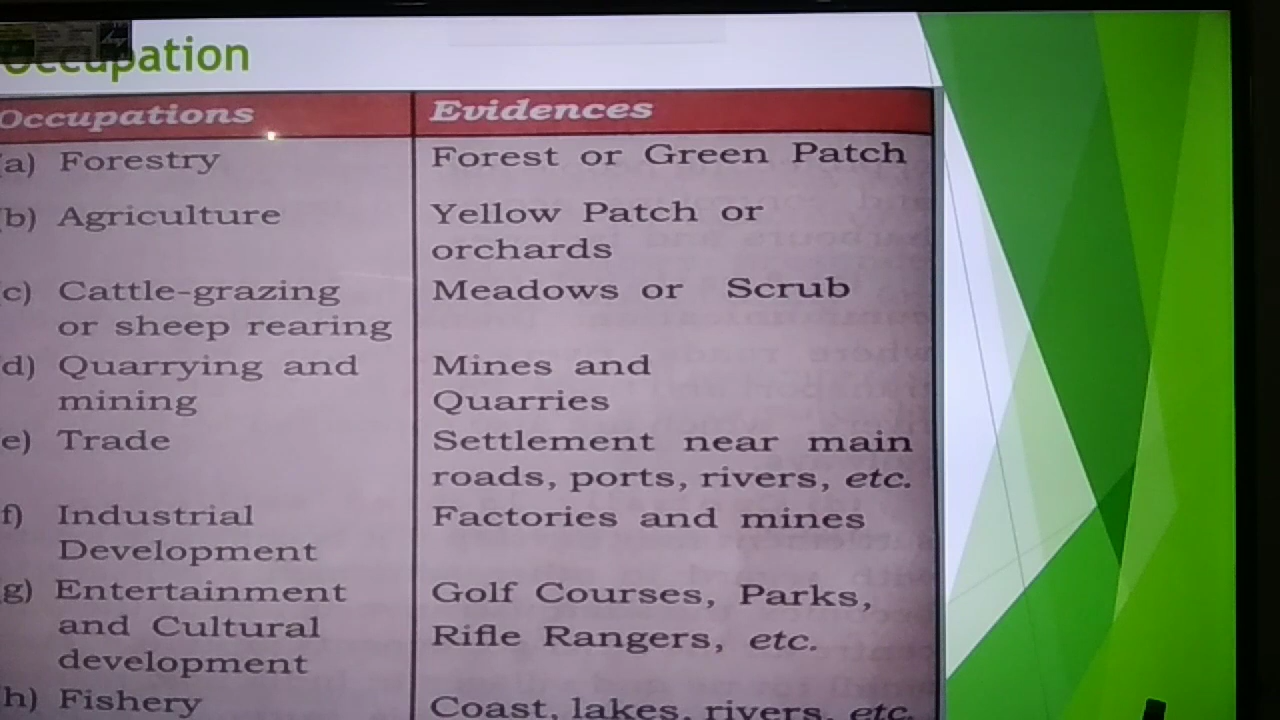 Occupation
Occupations Evidences
(a) Forestry Forest or Green Patch
(b) Agriculture Yellow Patch or
orchards
(c) Cattle-grazing Meadows or Scrub
or sheep rearing
(d) Quarrying and Mines and
mining Quarries
(e) Trade Settlement near main
roads, ports, rivers, etc.
(f) Industrial Factories and mines
Development
(g) Entertainment Golf Courses, Parks,
and Cultural Rifle Rangers, etc.
development
(h) Fishery Coast, lakes, rivers, etc.